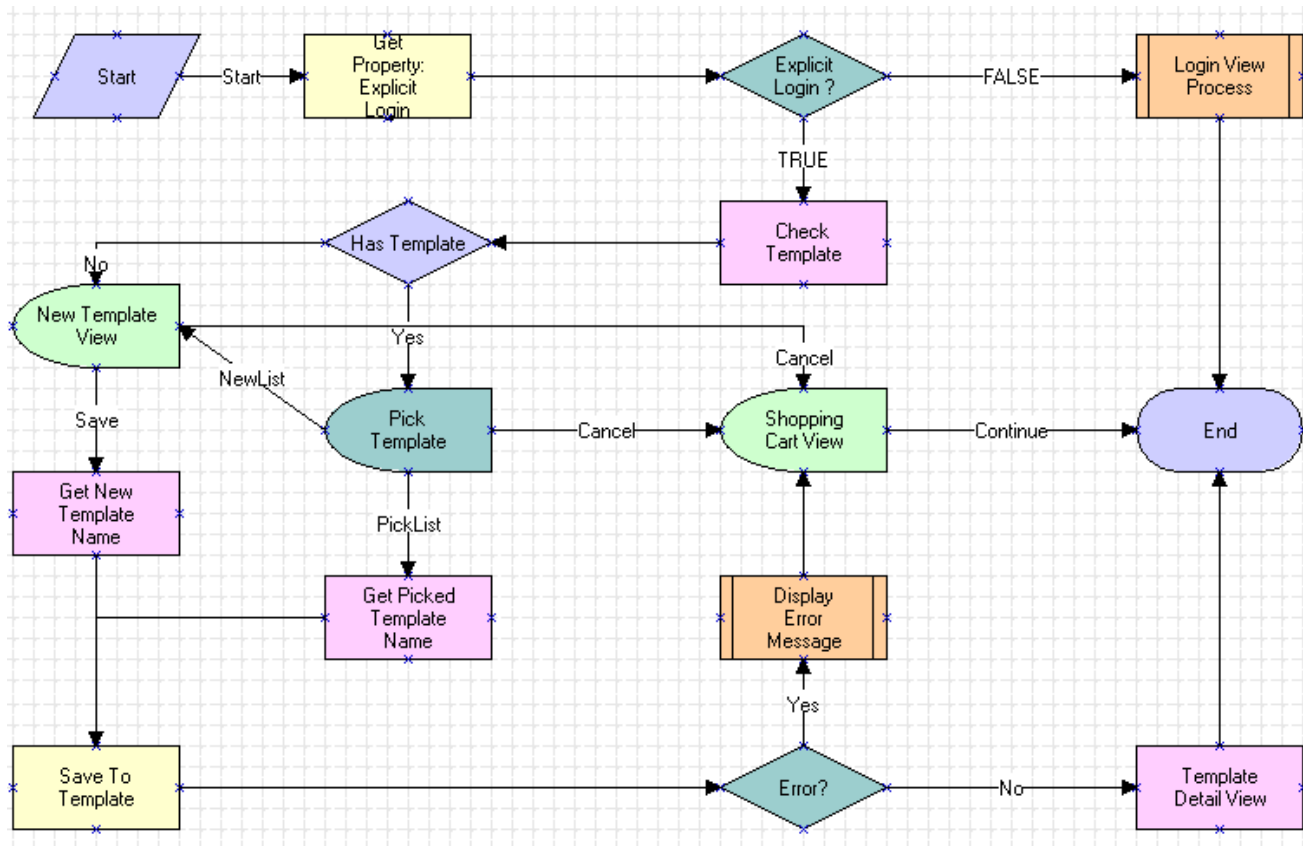 Start
Start
Get
Property:
Explicit
Login
Explicit
Login ?
FALSE
Login View
Process
TRUE
Has Template
Check
Template
No
New Template
View
Yes
Cancel
NewList
Save
Pick
Template
Cancel
Shopping
Cart View
Continue
End
Get New
Template
Name
PickList
Get Picked
Template
Name
Display
Error
Message
Yes
Save To
Template
Error?
No
Template
Detail View